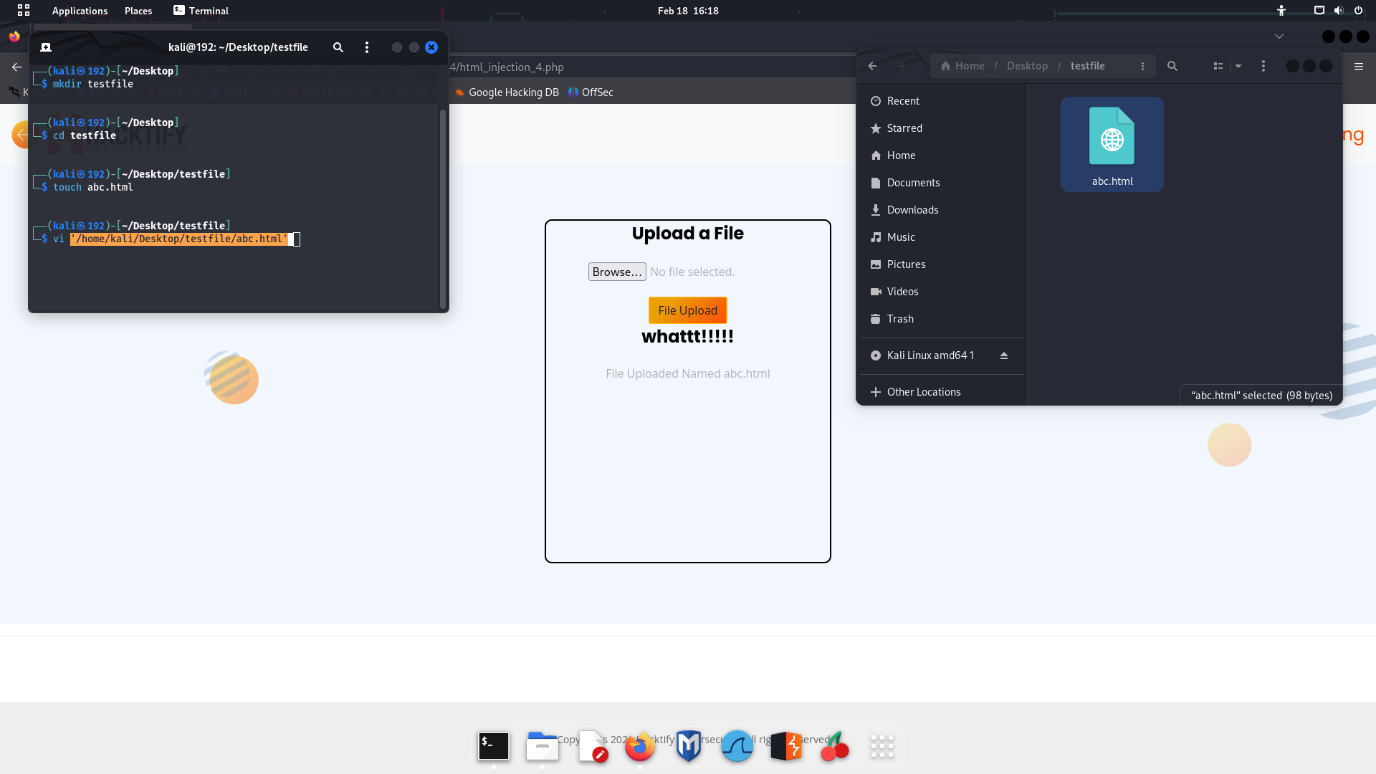 Applications Places Terminal Feb 18 16:18
kali@192: ~/Desktop/testfile
(kali㉿192)-[~/Desktop]
$ mkdir testfile
(kali㉿192)-[~/Desktop]
$ cd testfile
(kali㉿192)-[~/Desktop/testfile]
$ touch abc.html
(kali㉿192)-[~/Desktop/testfile]
$ vi '/home/kali/Desktop/testfile/abc.html'
4/html_injection_4.php
Google Hacking DB OffSec
HACKTIFY
Upload a File
Browse... No file selected.
File Upload
whattt!!!!!
File Uploaded Named abc.html
Home / Desktop / testfile
Recent
Starred
Home
Documents
Downloads
Music
Pictures
Videos
Trash
Kali Linux amd64 1
Other Locations
abc.html
"abc.html" selected (98 bytes)
ng